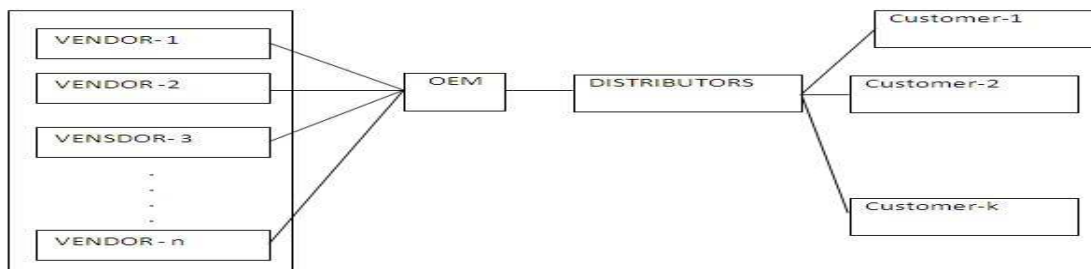 VENDOR-1
VENDOR-2
VENSDOR-3
VENDOR-n
OEM
DISTRIBUTORS
Customer-1
Customer-2
Customer-k